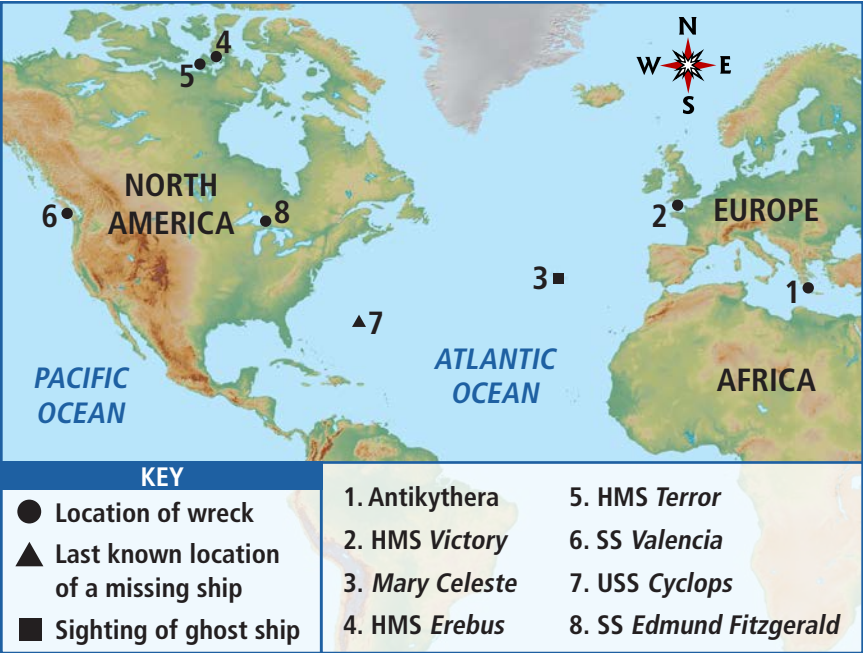 N
W E
S
4
5
NORTH
AMERICA
6
8
2
EUROPE
3
1
7
PACIFIC
OCEAN
ATLANTIC
OCEAN
AFRICA
KEY
Location of wreck
Last known location
of a missing ship
Sighting of ghost ship
1. Antikythera
2. HMS Victory
3. Mary Celeste
4. HMS Erebus
5. HMS Terror
6. SS Valencia
7. USS Cyclops
8. SS Edmund Fitzgerald